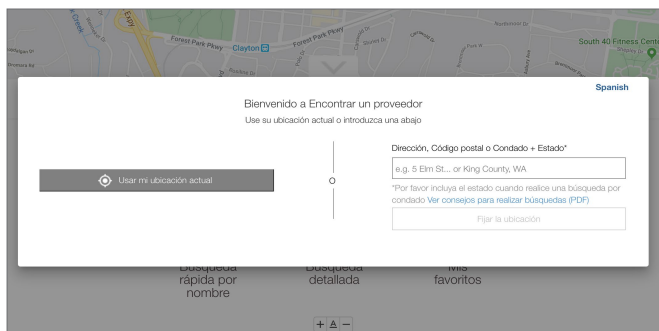 Forest Park Pkwy
Clayton
Forest Park Pkwy
Northmoor Dr
South 40 Fitness Cente
Spanish
Bienvenido a Encontrar un proveedor
Use su ubicación actual o introduzca una abajo
Usar mi ubicación actual
O
Dirección, Código postal o Condado + Estado*
e.g. 5 Elm St... or King County, WA
*Por favor incluya el estado cuando realice una búsqueda por
condado Ver consejos para realizar búsquedas (PDF)
Fijar la ubicación
Búsqueda
rápida por
nombre
Búsqueda
detallada
Mis
favoritos
+ A −